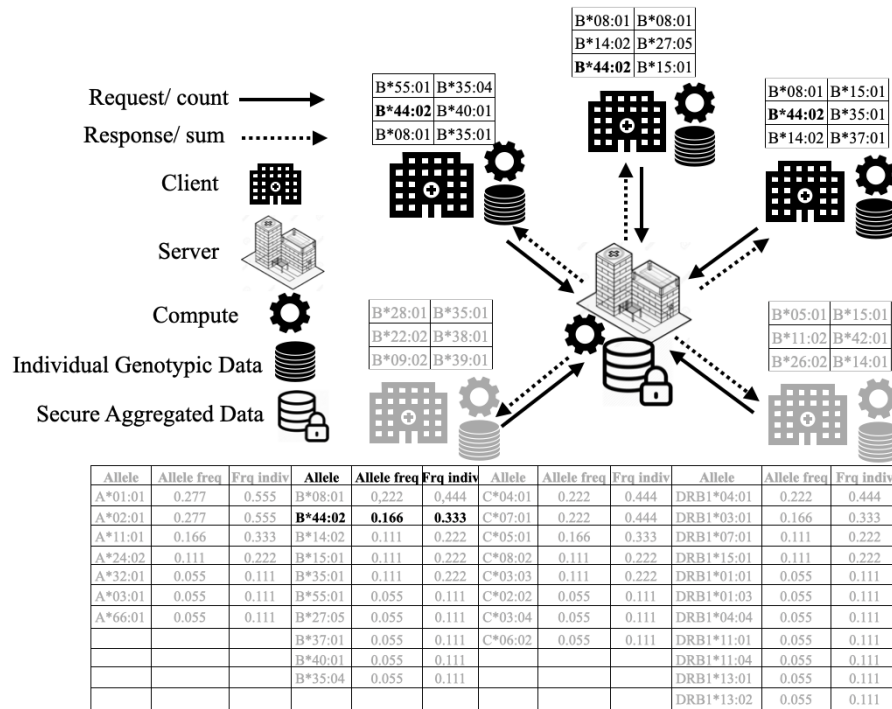 B*08:01 B*08:01
B*14:02 B*27:05
B*44:02 B*15:01
B*55:01 B*35:04
B*44:02 B*40:01
B*08:01 B*35:01
B*08:01 B*15:01
B*44:02 B*35:01
B*14:02 B*37:01
Request/ count
Response/ sum
Client
Server
Compute
Individual Genotypic Data
Secure Aggregated Data
B*28:01 B*35:01
B*22:02 B*38:01
B*09:02 B*39:01
B*05:01 B*15:01
B*11:02 B*42:01
B*26:02 B*14:01
Allele Allele freq Frq indiv Allele Allele freq Frq indiv Allele Allele freq Frq indiv Allele Allele freq Frq indiv
A*01:01 0.277 0.555 B*08:01 0,222 0,444 C*04:01 0.222 0.444 DRB1*04:01 0.222 0.444
A*02:01 0.277 0.555 B*44:02 0.166 0.333 C*07:01 0.222 0.444 DRB1*03:01 0.166 0.333
A*11:01 0.166 0.333 B*14:02 0.111 0.222 C*05:01 0.166 0.333 DRB1*07:01 0.111 0.222
A*24:02 0.111 0.222 B*15:01 0.111 0.222 C*08:02 0.111 0.222 DRB1*15:01 0.111 0.222
A*32:01 0.055 0.111 B*35:01 0.111 0.222 C*03:03 0.111 0.222 DRB1*01:01 0.055 0.111
A*03:01 0.055 0.111 B*55:01 0.055 0.111 C*02:02 0.055 0.111 DRB1*01:03 0.055 0.111
A*66:01 0.055 0.111 B*27:05 0.055 0.111 C*03:04 0.055 0.111 DRB1*04:04 0.055 0.111
B*37:01 0.055 0.111 C*06:02 0.055 0.111 DRB1*11:01 0.055 0.111
B*40:01 0.055 0.111 DRB1*11:04 0.055 0.111
B*35:04 0.055 0.111 DRB1*13:01 0.055 0.111
DRB1*13:02 0.055 0.111